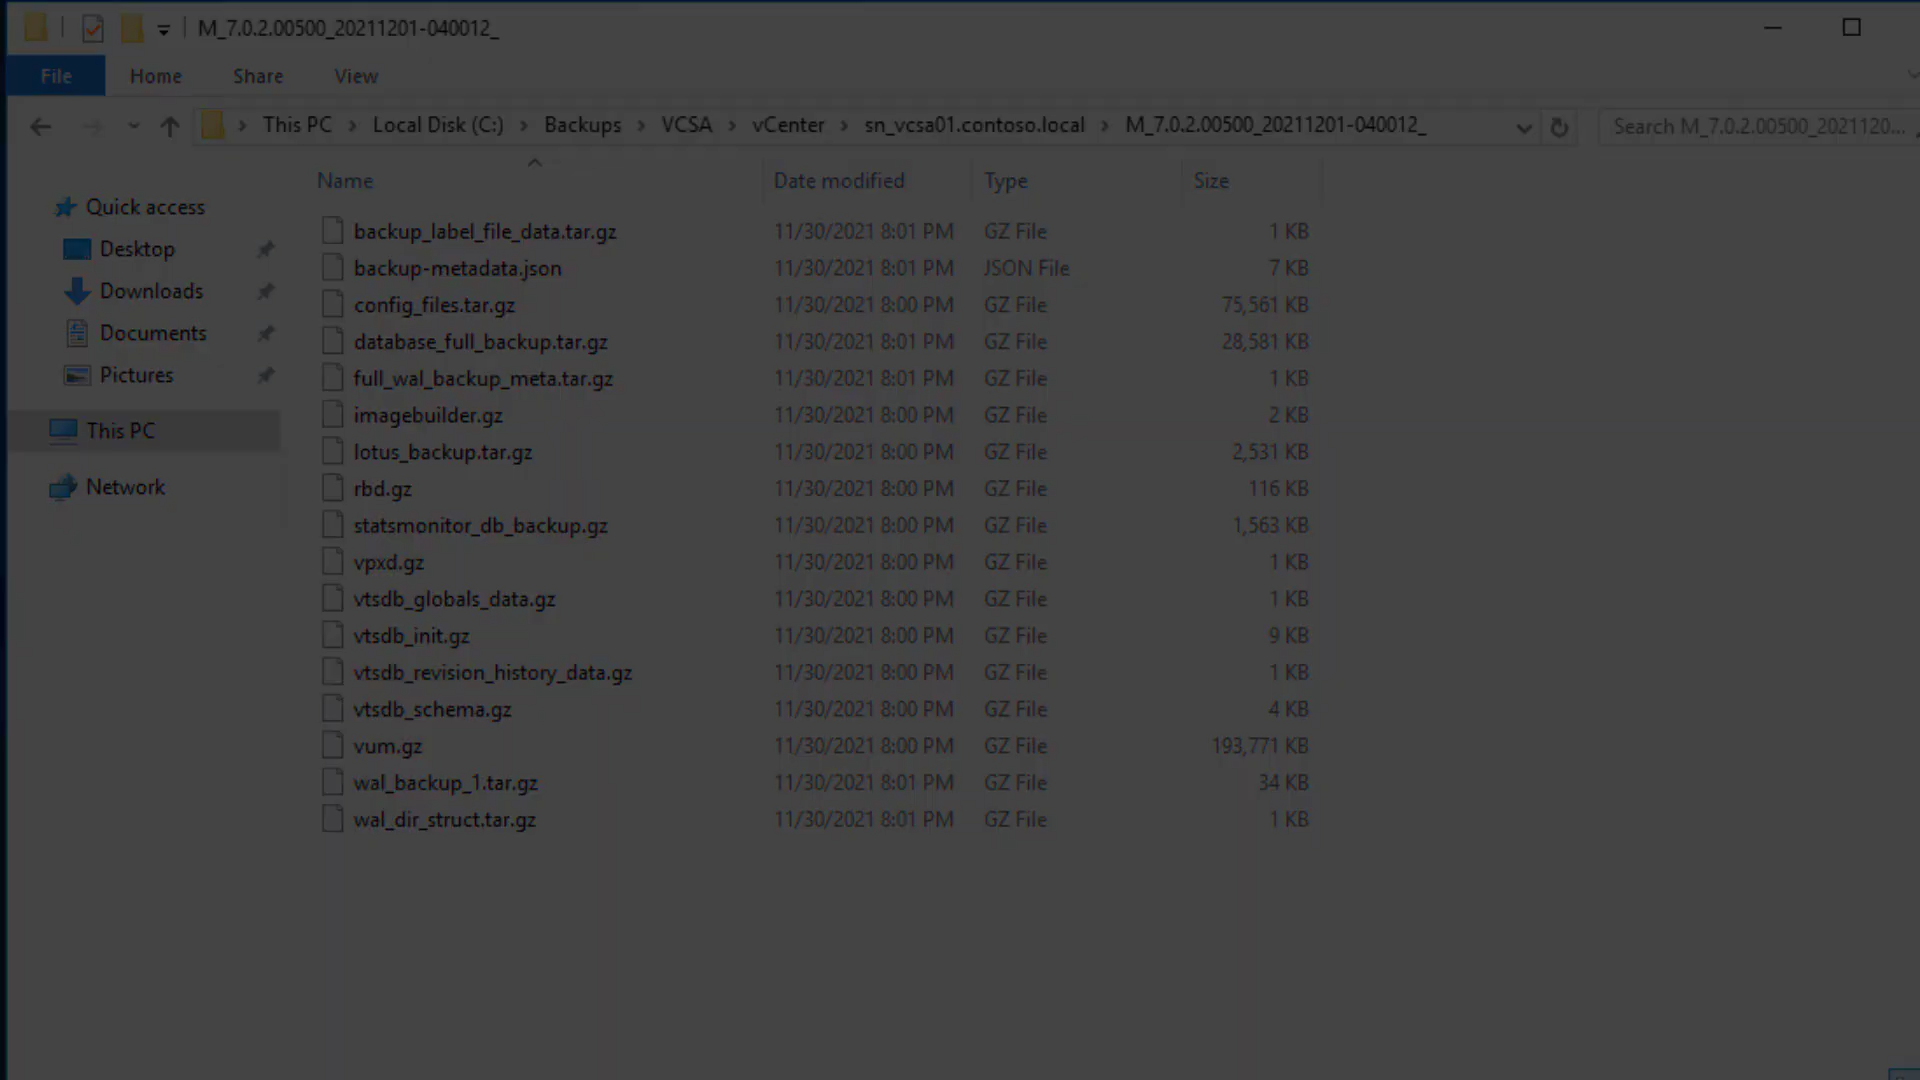 M_7.0.2.00500_20211201-040012_
File Home Share View
This PC Local Disk (C:) Backups VCSA vCenter sn_vcsa01.contoso.local M_7.0.2.00500_20211201-040012_ Search M_7.0.2.00500_2021120...
Name Date modified Type Size
Quick access
Desktop
Downloads
Documents
Pictures
This PC
Network
backup_label_file_data.tar.gz 11/30/2021 8:01 PM GZ File 1 KB
backup-metadata.json 11/30/2021 8:01 PM JSON File 7 KB
config_files.tar.gz 11/30/2021 8:00 PM GZ File 75,561 KB
database_full_backup.tar.gz 11/30/2021 8:01 PM GZ File 28,581 KB
full_wal_backup_meta.tar.gz 11/30/2021 8:01 PM GZ File 1 KB
imagebuilder.gz 11/30/2021 8:00 PM GZ File 2 KB
lotus_backup.tar.gz 11/30/2021 8:00 PM GZ File 2,531 KB
rbd.gz 11/30/2021 8:00 PM GZ File 116 KB
statsmonitor_db_backup.gz 11/30/2021 8:00 PM GZ File 1,563 KB
vpxd.gz 11/30/2021 8:00 PM GZ File 1 KB
vtsdb_globals_data.gz 11/30/2021 8:00 PM GZ File 1 KB
vtsdb_init.gz 11/30/2021 8:00 PM GZ File 9 KB
vtsdb_revision_history_data.gz 11/30/2021 8:00 PM GZ File 1 KB
vtsdb_schema.gz 11/30/2021 8:00 PM GZ File 4 KB
vum.gz 11/30/2021 8:00 PM GZ File 193,771 KB
wal_backup_1.tar.gz 11/30/2021 8:01 PM GZ File 34 KB
wal_dir_struct.tar.gz 11/30/2021 8:01 PM GZ File 1 KB